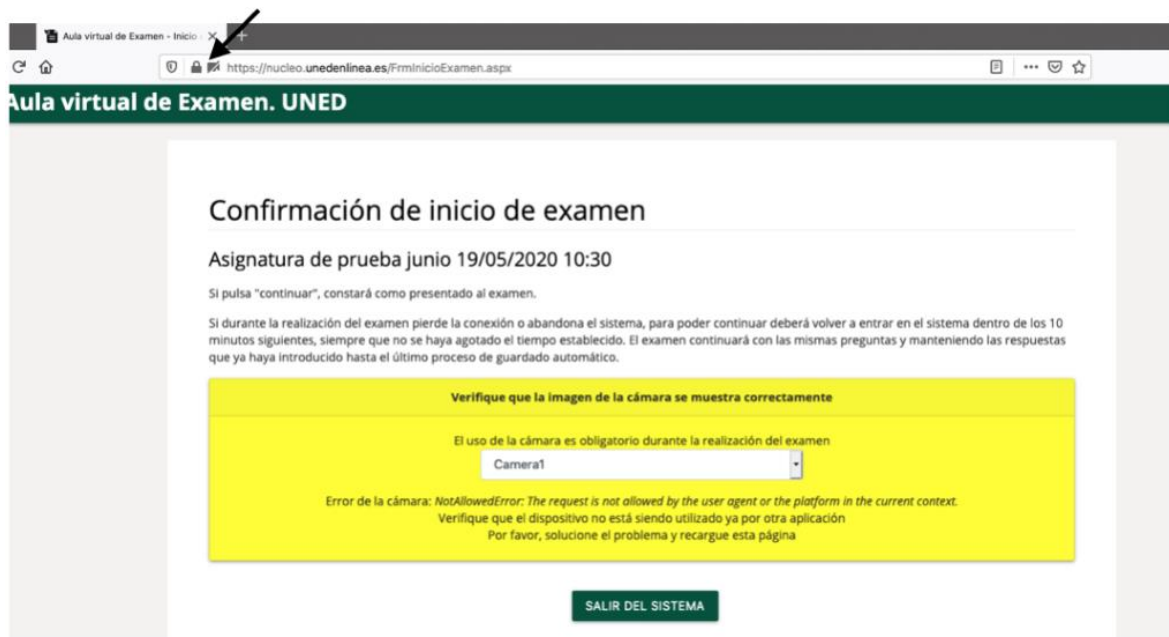 Aula virtual de Examen - Inicio
https://nucleo.unedenlinea.es/FrmInicioExamen.aspx
Aula virtual de Examen. UNED
Confirmación de inicio de examen
Asignatura de prueba junio 19/05/2020 10:30
Si pulsa "continuar", constará como presentado al examen.
Si durante la realización del examen pierde la conexión o abandona el sistema, para poder continuar deberá volver a entrar en el sistema dentro de los 10
minutos siguientes, siempre que no se haya agotado el tiempo establecido. El examen continuará con las mismas preguntas y manteniendo las respuestas
que ya haya introducido hasta el último proceso de guardado automático.
Verifique que la imagen de la cámara se muestra correctamente
El uso de la cámara es obligatorio durante la realización del examen
Camera1
Error de la cámara: NotAllowedError: The request is not allowed by the user agent or the platform in the current context.
Verifique que el dispositivo no está siendo utilizado ya por otra aplicación
Por favor, solucione el problema y recargue esta página
SALIR DEL SISTEMA